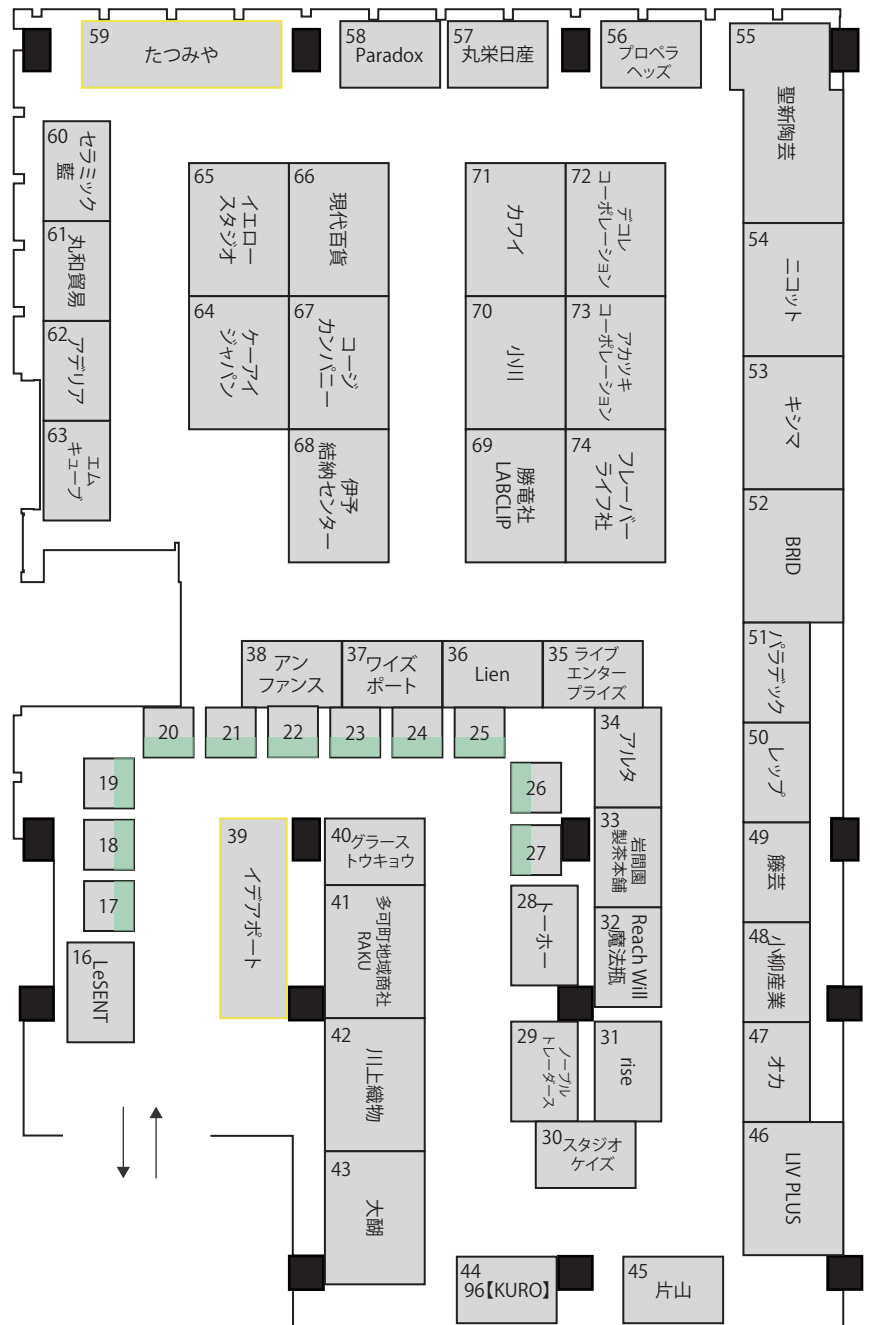 59
たつみや
58
Paradox
57
丸栄日産
56
プロペラ
ヘッズ
55
聖新陶芸
60
セラミック
藍
61
丸和貿易
62
アデリア
63
エム
キューブ
65
イエロー
スタジオ
66
現代百貨
64
ケーアイ
ジャパン
67
コージ
カンパニー
68
伊予
結納センター
71
カワイ
72
デコレ
コーポレーション
70
小川
73
アカツキ
コーポレーション
69
勝竜社
LABCLIP
74
フレーバー
ライフ社
54
ニコット
53
キシマ
52
BRID
51
パラデック
50
レップ
49
籐芸
48
小柳産業
47
オカ
46
LIV PLUS
38
アン
ファンス
37
ワイズ
ポート
36
Lien
35
ライブ
エンター
プライズ
34
アルタ
33
岩間園
製茶本舗
32
Reach Will
魔法瓶
31
rise
20
21
22
23
24
25
26
27
19
18
17
16
LeSENT
39
イデアポート
40
グラース
トウキョウ
41
多可町地域商社
RAKU
42
川上織物
43
大醐
28
トーホー
29
ノーブル
トレーダース
30
スタジオ
ケイズ
44
96【KURO】
45
片山